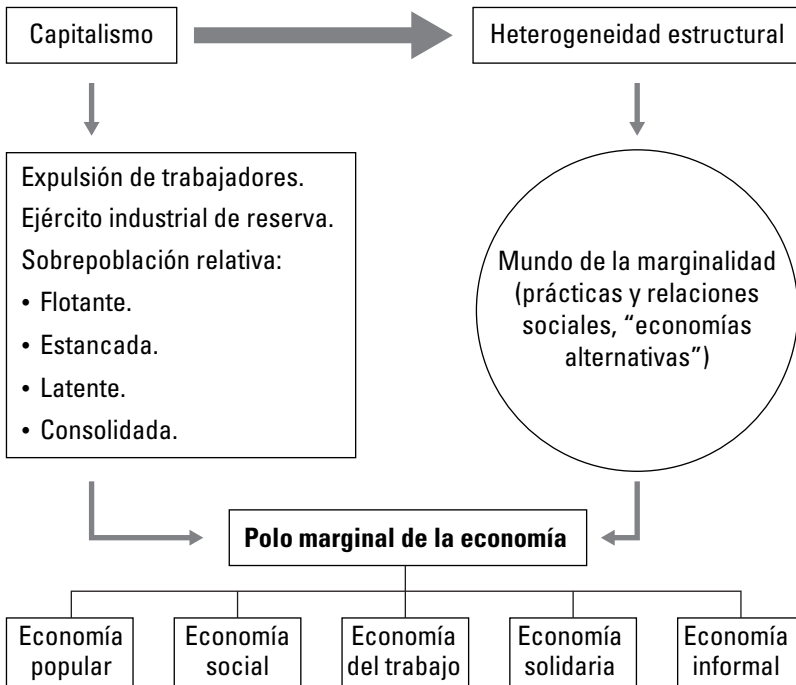 Capitalismo
Heterogeneidad estructural
Expulsión de trabajadores.
Ejército industrial de reserva.
Sobrepoblación relativa:
• Flotante.
• Estancada.
• Latente.
• Consolidada.
Mundo de la marginalidad
(prácticas y relaciones
sociales, “economías
alternativas”)
Polo marginal de la economía
Economía
popular
Economía
social
Economía
del trabajo
Economía
solidaria
Economía
informal